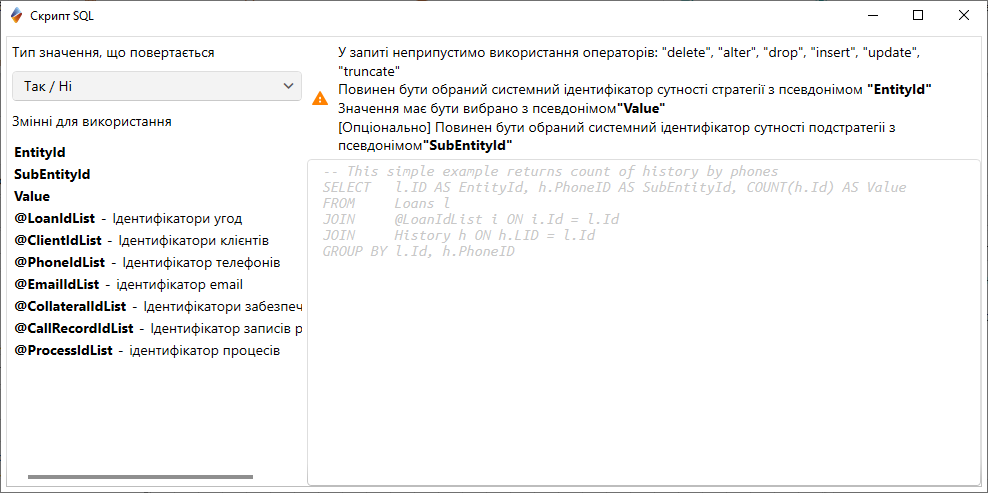 Скрипт SQL
Тип значення, що повертається
Так / Ні
Змінні для використання
EntityId
SubEntityId
Value
@LoanIdList - Ідентифікатори угод
@ClientIdList - Ідентифікатори клієнтів
@PhoneIdList - Ідентифікатор телефонів
@EmailIdList - ідентифікатор email
@CollateralIdList - Ідентифікатори забезпеч
@CallRecordIdList - Ідентифікатор записів р
@ProcessIdList - ідентифікатор процесів
У запиті неприпустимо використання операторів: "delete", "alter", "drop", "insert", "update",
"truncate"
Повинен бути обраний системний ідентифікатор сутності стратегії з псевдонімом "EntityId"
Значення має бути вибрано з псевдонімом"Value"
[Опціонально] Повинен бути обраний системний ідентифікатор сутності подстратегіі з
псевдонімом"SubEntityId"
-- This simple example returns count of history by phones
SELECT l.ID AS EntityId, h.PhoneID AS SubEntityId, COUNT(h.Id) AS Value
FROM Loans l
JOIN @LoanIdList i ON i.Id = l.Id
JOIN History h ON h.LID = l.Id
GROUP BY l.Id, h.PhoneID